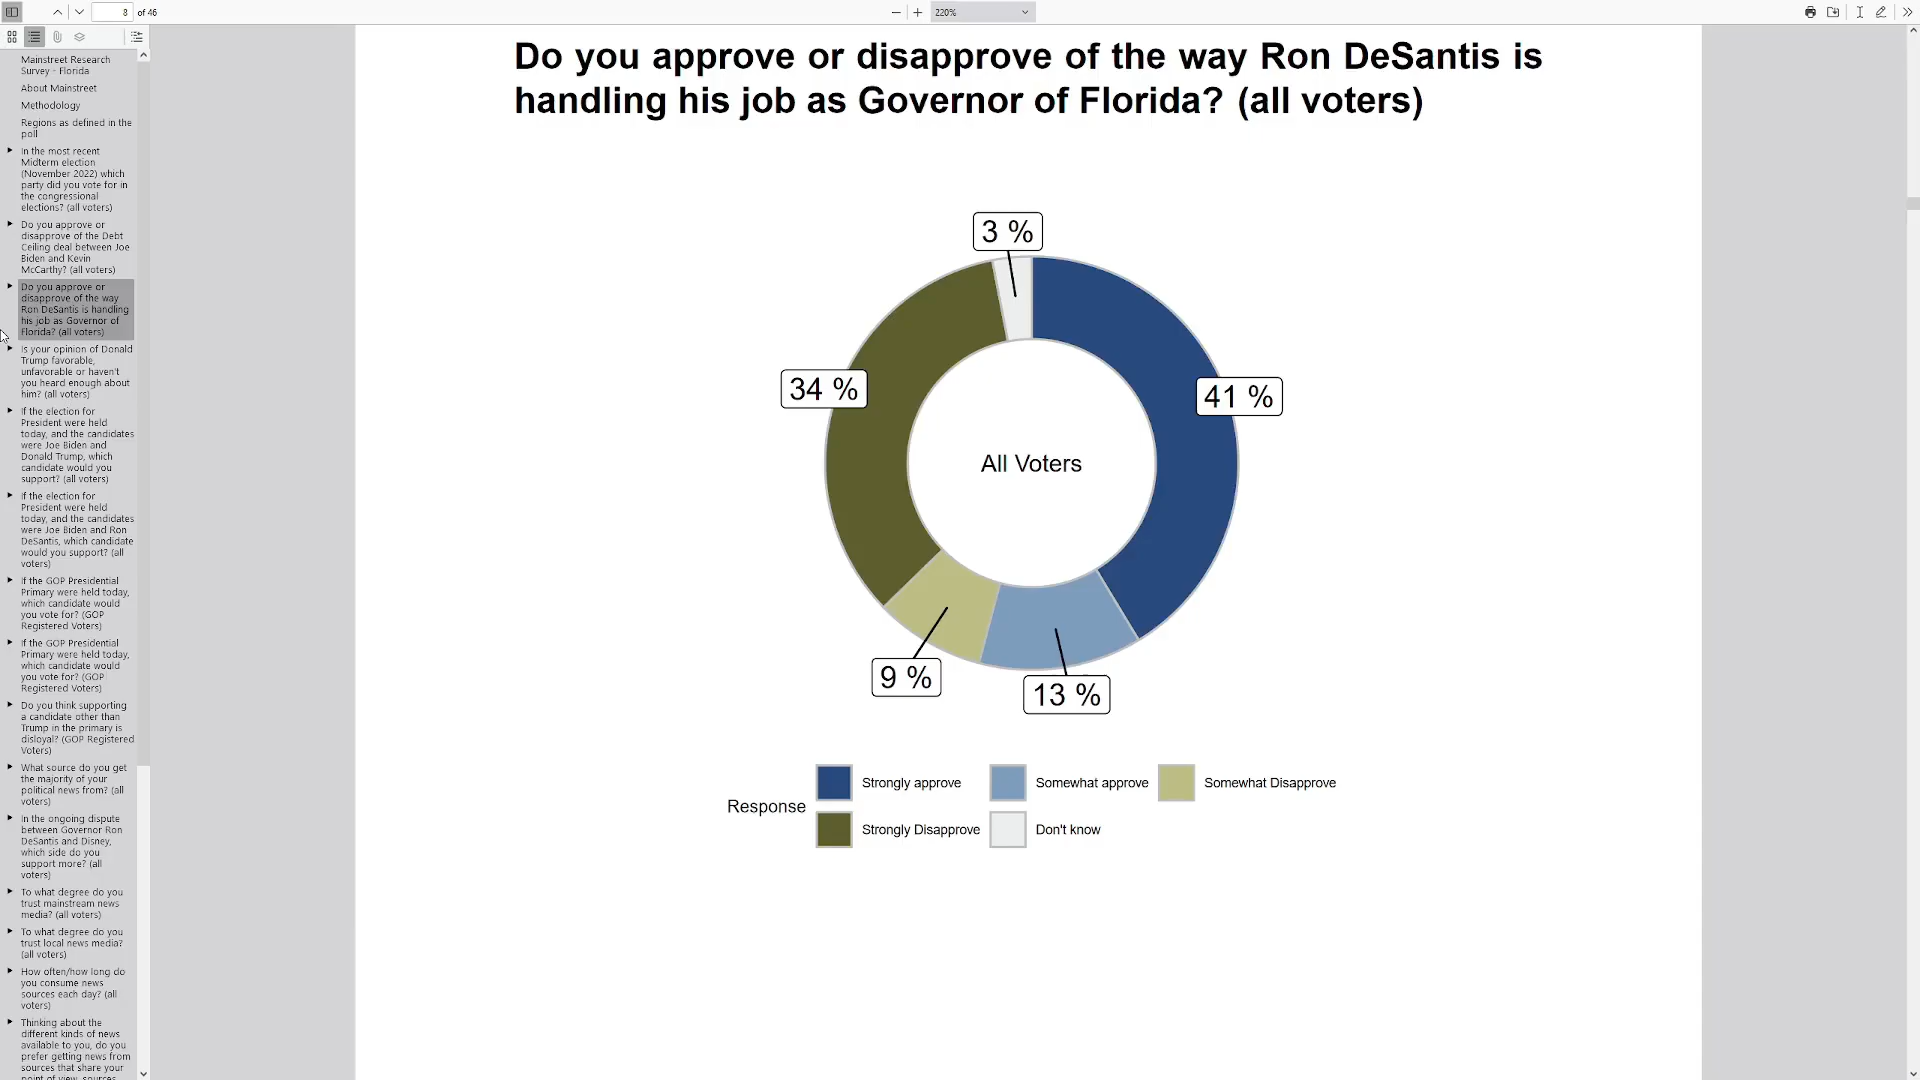 8 of 46
220%
Mainstreet Research
Survey - Florida
About Mainstreet
Methodology
Regions as defined in the
poll
In the most recent
Midterm election
(November 2022) which
party did you vote for in
the congressional
elections? (all voters)
Do you approve or
disapprove of the Debt
Ceiling deal between Joe
Biden and Kevin
McCarthy? (all voters)
Do you approve or
disapprove of the way
Ron DeSantis is handling
his job as Governor of
Florida? (all voters)
Is your opinion of Donald
Trump favorable,
unfavorable or haven't
you heard enough about
him? (all voters)
If the election for
President were held
today, and the candidates
were Joe Biden and
Donald Trump, which
candidate would you
support? (all voters)
If the election for
President were held
today, and the candidates
were Joe Biden and Ron
DeSantis, which candidate
would you support? (all
voters)
If the GOP Presidential
Primary were held today,
which candidate would
you vote for? (GOP
Registered Voters)
If the GOP Presidential
Primary were held today,
which candidate would
you vote for? (GOP
Registered Voters)
Do you think supporting
a candidate other than
Trump in the primary is
disloyal? (GOP Registered
Voters)
What source do you get
the majority of your
political news from? (all
voters)
In the ongoing dispute
between Governor Ron
DeSantis and Disney,
which side do you
support more? (all
voters)
To what degree do you
trust mainstream news
media? (all voters)
To what degree do you
trust local news media?
(all voters)
How often/how long do
you consume news
sources each day? (all
voters)
Thinking about the
different kinds of news
available to you, do you
prefer getting news from
sources that share your
point of view, sources
Do you approve or disapprove of the way Ron DeSantis is
handling his job as Governor of Florida? (all voters)
3 %
34 %
41 %
All Voters
9 %
13 %
Response
Strongly approve
Somewhat approve
Somewhat Disapprove
Strongly Disapprove
Don't know